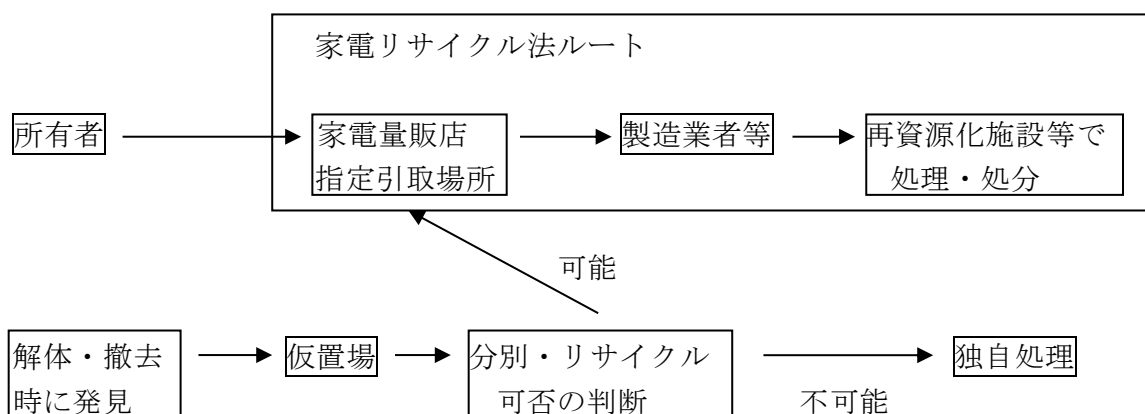 家電リサイクル法ルート
所有者
家電量販店
指定引取場所
製造業者等
再資源化施設等で
処理・処分
可能
解体・撤去
時に発見
仮置場
分別・リサイクル
可否の判断
不可能
独自処理